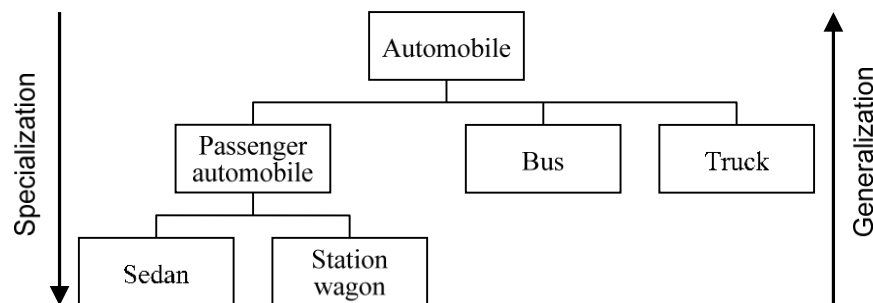 Automobile
Specialization
Generalization
Passenger
automobile
Bus
Truck
Sedan
Station
wagon